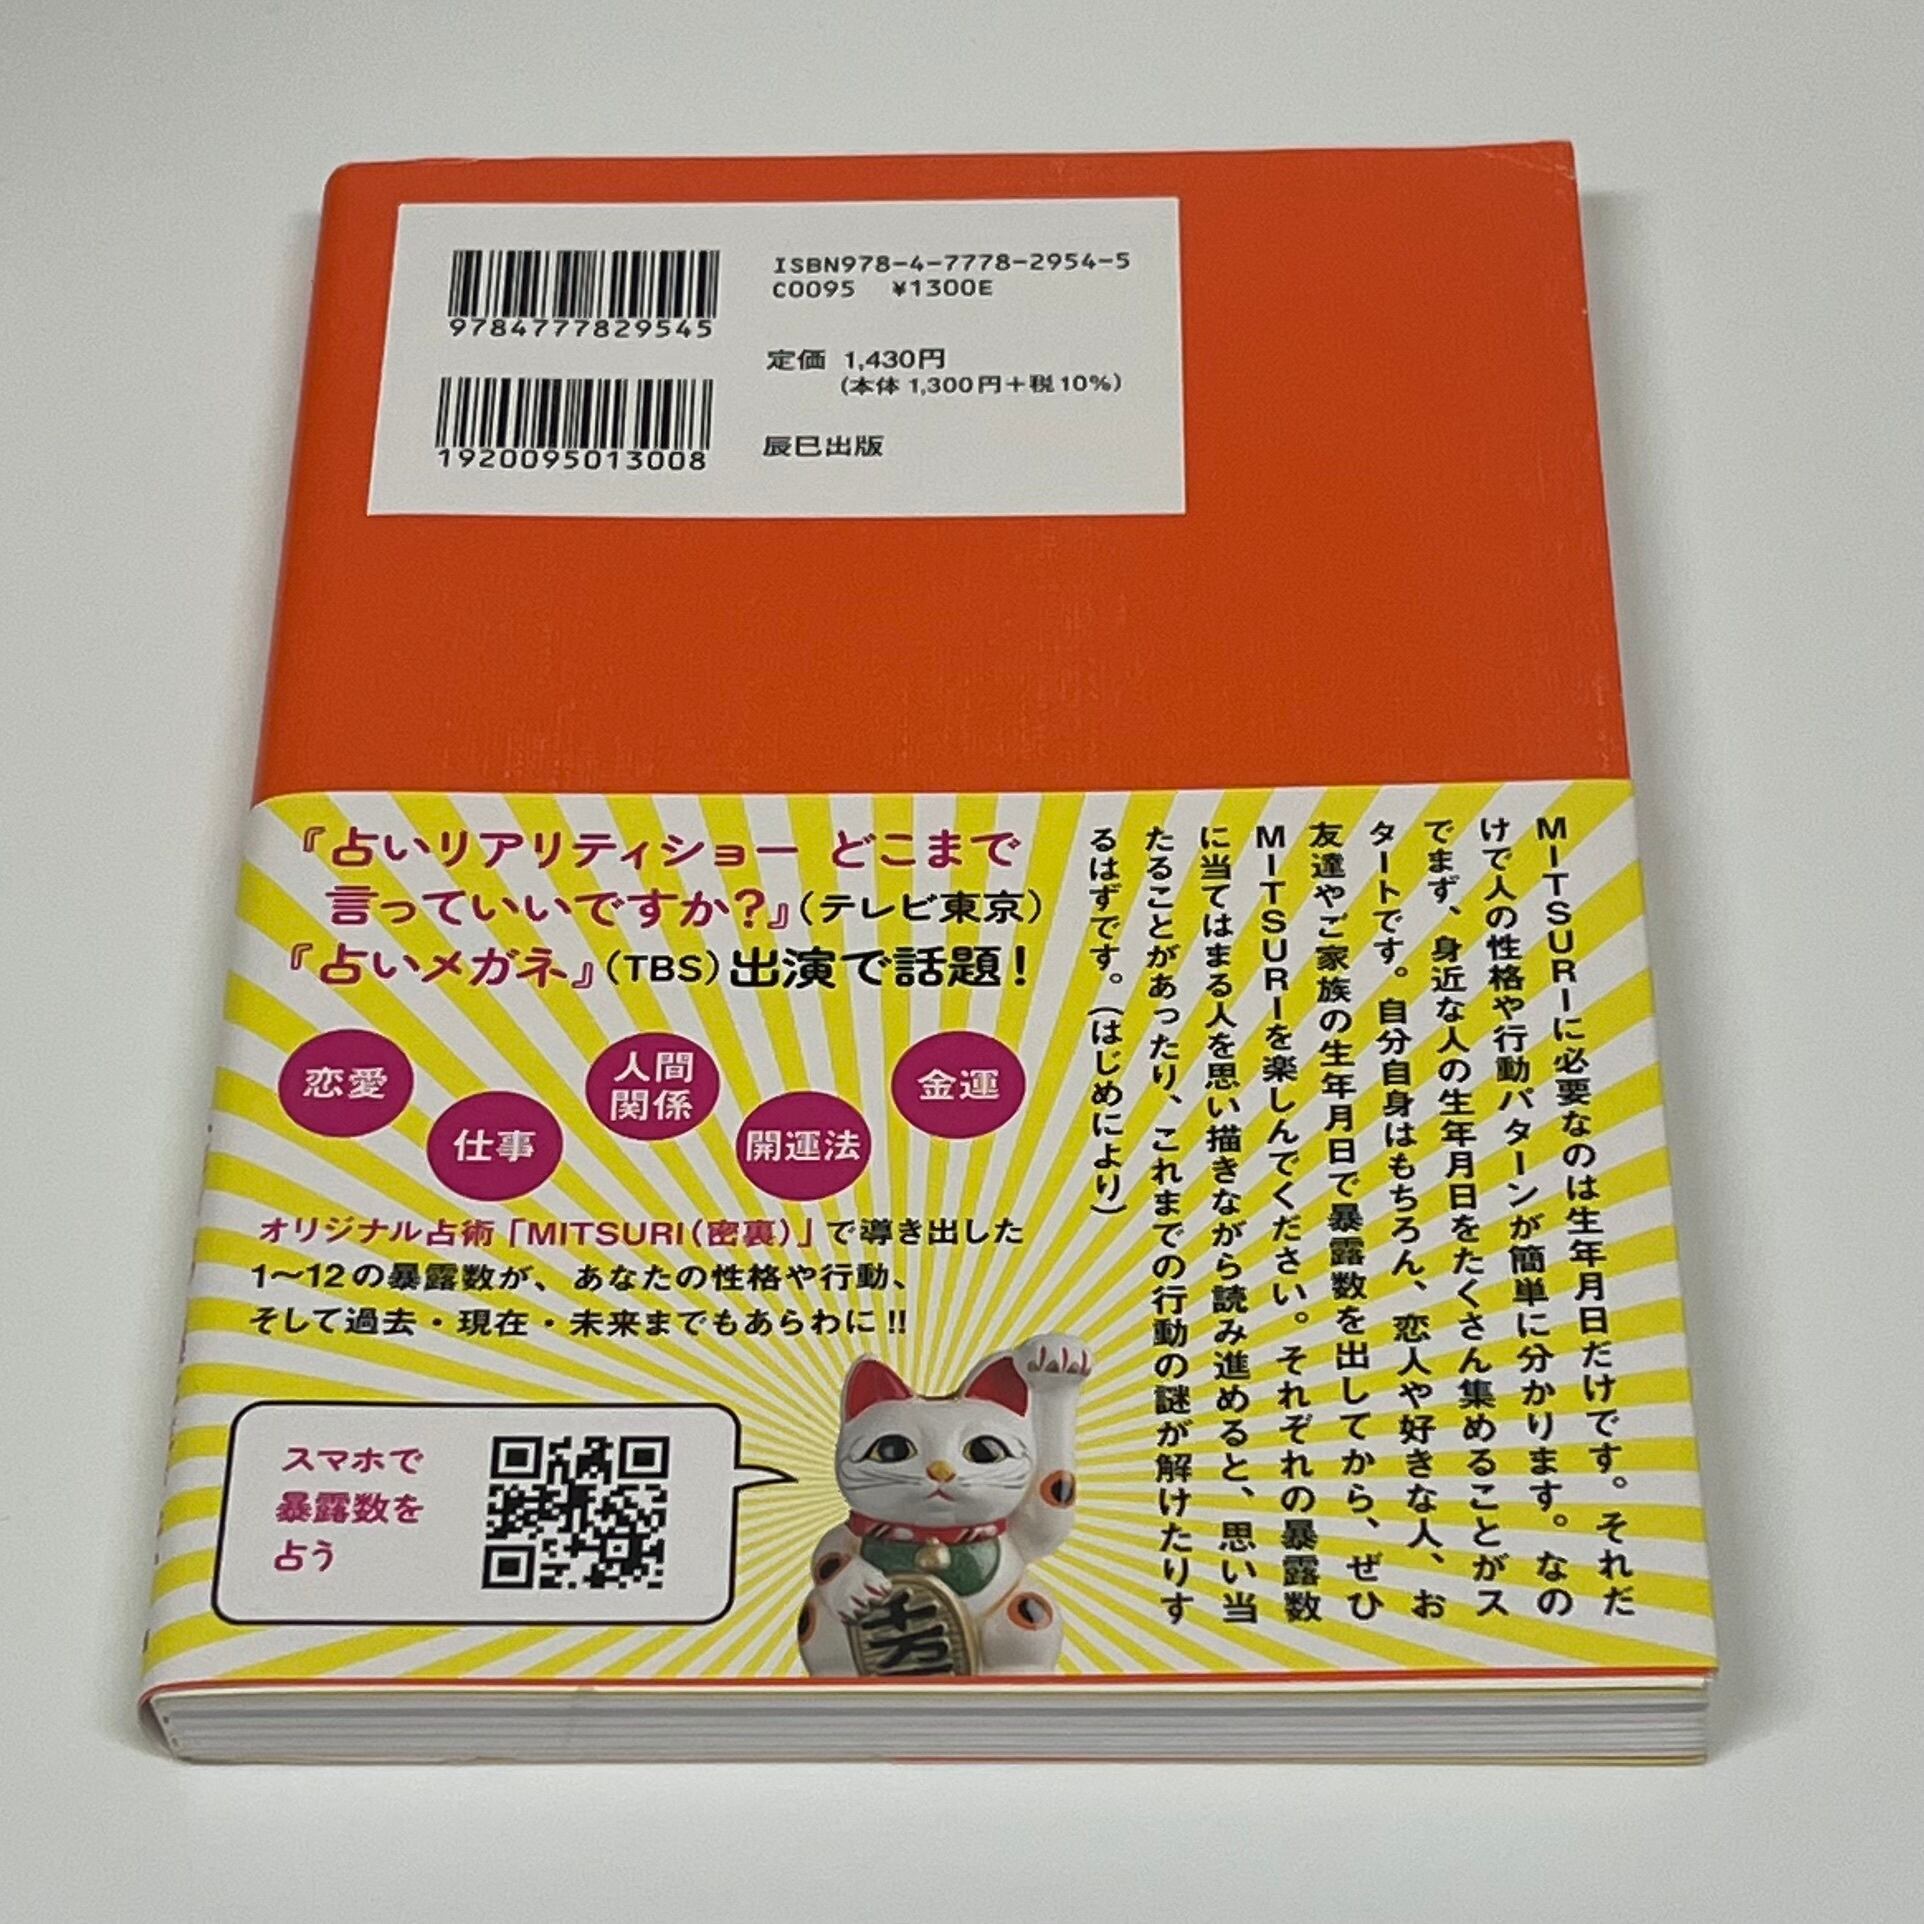 9784777829545
1920095013008
ISBN978-4-7778-2954-5
C0095 ¥1300E
定価 1,430円
(本体 1,300円+税10%)
辰巳出版
『占いリアリティショー どこまで
言っていいですか?』(テレビ東京)
『占いメガネ』(TBS)出演で話題!
恋愛
仕事
人間
関係
開運法
金運
オリジナル占術「MITSURI(密裏)」で導き出した
1〜12の暴露数が、あなたの性格や行動、
そして過去・現在・未来までもあらわに!!
スマホで
暴露数を
占う
千万
MITSURIに必要なのは生年月日だけです。それだ
けで人の性格や行動パターンが簡単に分かります。なの
でまず、身近な人の生年月日をたくさん集めることがス
タートです。自分自身はもちろん、恋人や好きな人、お
友達やご家族の生年月日で暴露数を出してから、ぜひ
MITSURIを楽しんでください。それぞれの暴露数
に当てはまる人を思い描きながら読み進めると、思い当
たることがあったり、これまでの行動の謎が解けたりす
るはずです。(はじめにより)